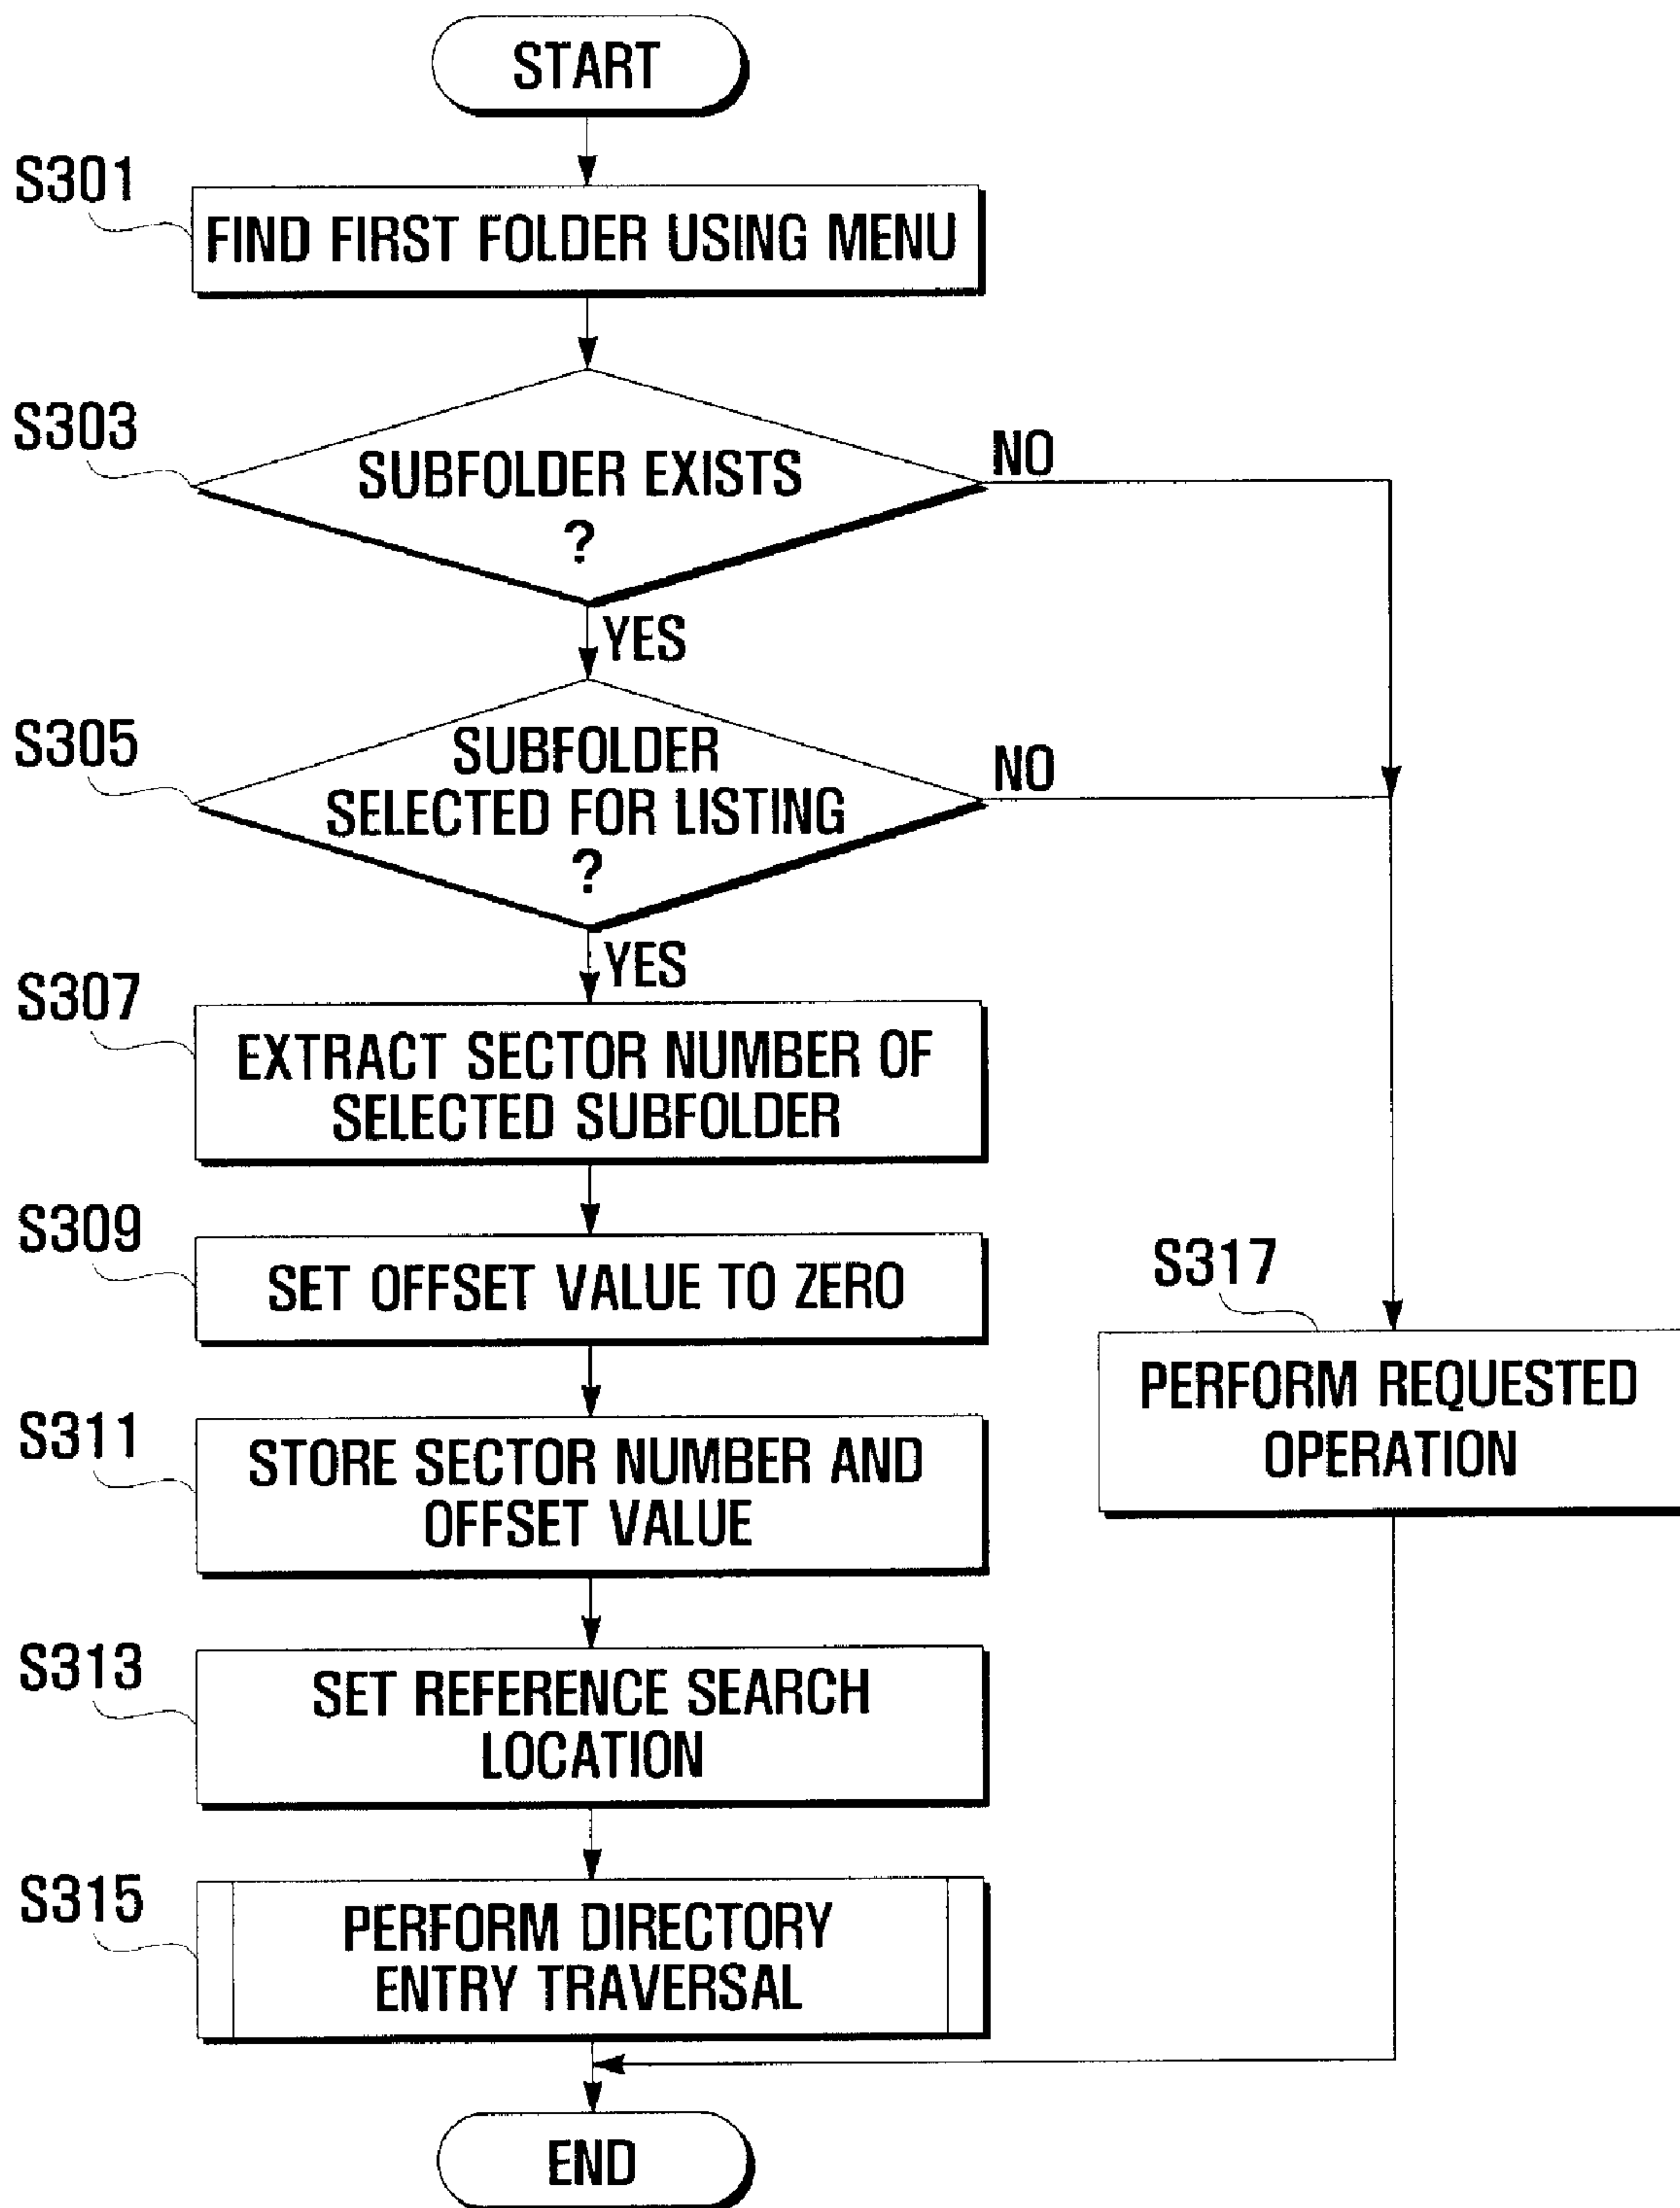 START
S301
FIND FIRST FOLDER USING MENU
S303
SUBFOLDER EXISTS
?
NO
YES
S305
SUBFOLDER
SELECTED FOR LISTING
?
NO
YES
S307
EXTRACT SECTOR NUMBER OF
SELECTED SUBFOLDER
S309
SET OFFSET VALUE TO ZERO
S311
STORE SECTOR NUMBER AND
OFFSET VALUE
S317
PERFORM REQUESTED
OPERATION
S313
SET REFERENCE SEARCH
LOCATION
S315
PERFORM DIRECTORY
ENTRY TRAVERSAL
END